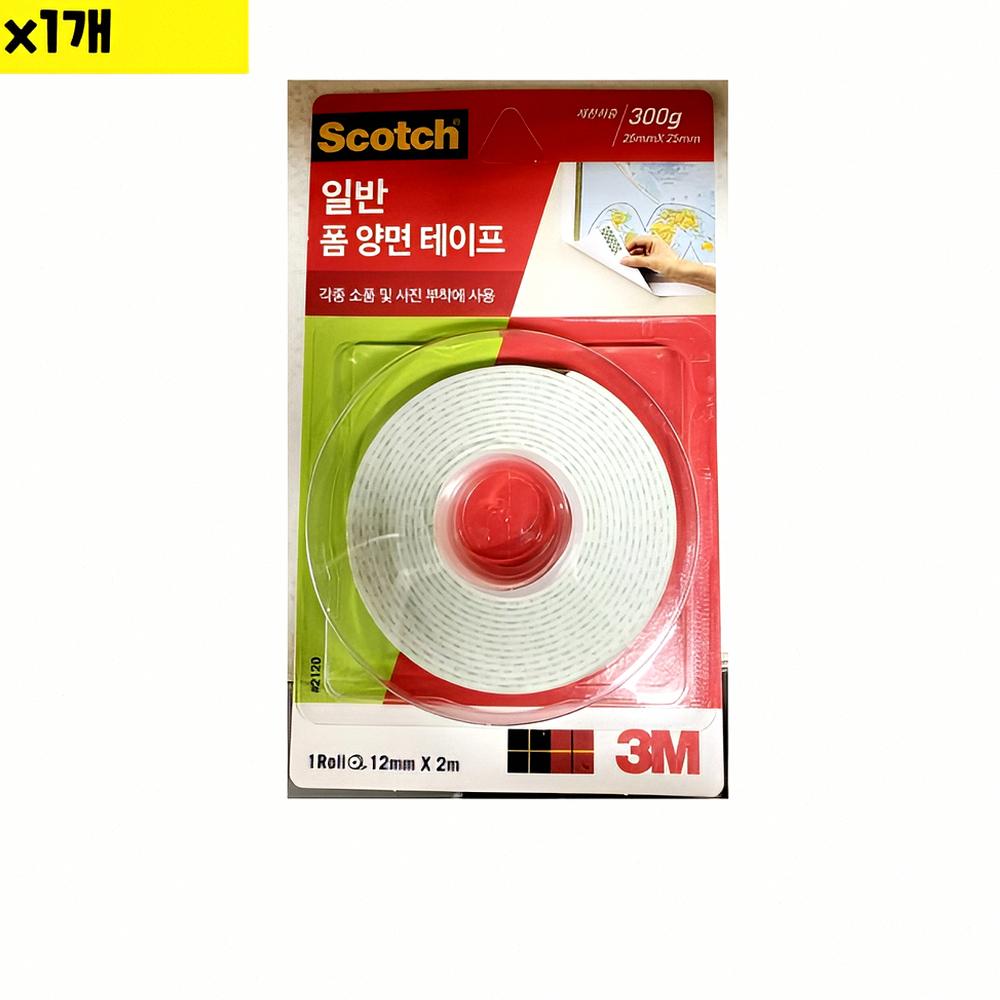 x1개
Scotch®
300g
25mmX 25mm
일반
폼 양면 테이프
각종 소품 및 사진 부착에 사용
#2120
1Roll 12mm X 2m
3M